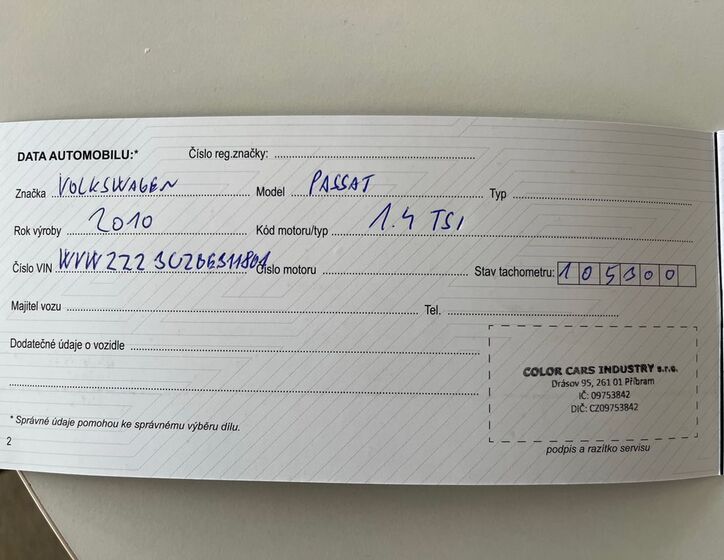 DATA AUTOMOBILU:* Číslo reg.značky:
Značka VOLKSWAGEN Model PASSAT Typ
Rok výroby 2010 Kód motoru/typ 1.4 TSI
Číslo VIN Číslo motoru Stav tachometru: 105300
Majitel vozu Tel.
Dodatečné údaje o vozidle
COLOR CARS INDUSTRY s.r.o.
Drásov 95, 261 01 Příbram
IČ: 09753842
DIČ: CZ09753842
* Správné údaje pomohou ke správnému výběru dílu.
2
podpis a razítko servisu